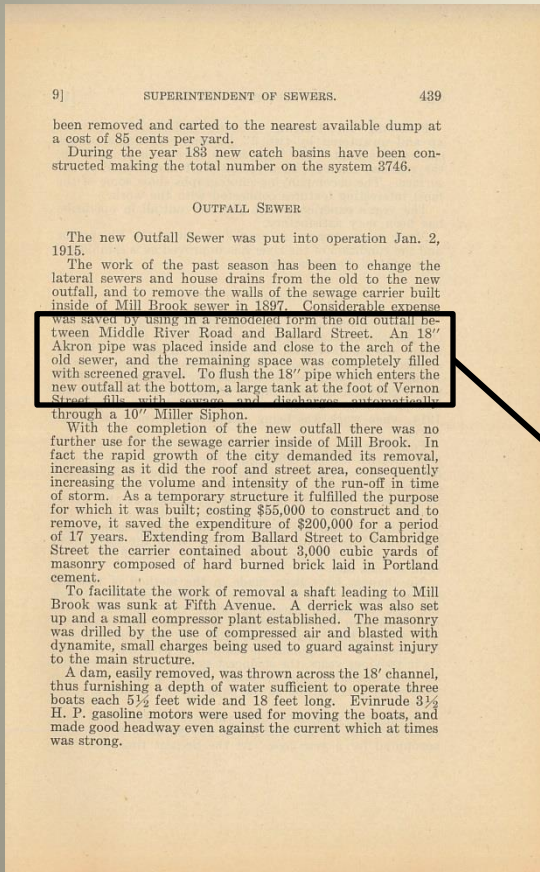 9] SUPERINTENDENT OF SEWERS. 439
been removed and carted to the nearest available dump at
a cost of 85 cents per yard.
During the year 183 new catch basins have been con-
structed making the total number on the system 3746.
OUTFALL SEWER
The new Outfall Sewer was put into operation Jan. 2,
1915.
The work of the past season has been to change the
lateral sewers and house drains from the old to the new
outfall, and to remove the walls of the sewage carrier built
inside of Mill Brook sewer in 1897. Considerable expense
was saved by using in a remodeled form the old outfall be-
tween Middle River Road and Ballard Street. An 18″
Akron pipe was placed inside and close to the arch of the
old sewer, and the remaining space was completely filled
with screened gravel. To flush the 18″ pipe which enters the
new outfall at the bottom, a large tank at the foot of Vernon
Street fills with sewage and discharges automatically
through a 10″ Miller Siphon.
With the completion of the new outfall there was no
further use for the sewage carrier inside of Mill Brook. In
fact the rapid growth of the city demanded its removal,
increasing as it did the roof and street area, consequently
increasing the volume and intensity of the run-off in time
of storm. As a temporary structure it fulfilled the purpose
for which it was built; costing $55,000 to construct and to
remove, it saved the expenditure of $200,000 for a period
of 17 years. Extending from Ballard Street to Cambridge
Street the carrier contained about 3,000 cubic yards of
masonry composed of hard burned brick laid in Portland
cement.
To facilitate the work of removal a shaft leading to Mill
Brook was sunk at Fifth Avenue. A derrick was also set
up and a small compressor plant established. The masonry
was drilled by the use of compressed air and blasted with
dynamite, small charges being used to guard against injury
to the main structure.
A dam, easily removed, was thrown across the 18′ channel,
thus furnishing a depth of water sufficient to operate three
boats each 5½ feet wide and 18 feet long. Evinrude 3½
H. P. gasoline motors were used for moving the boats, and
made good headway even against the current which at times
was strong.